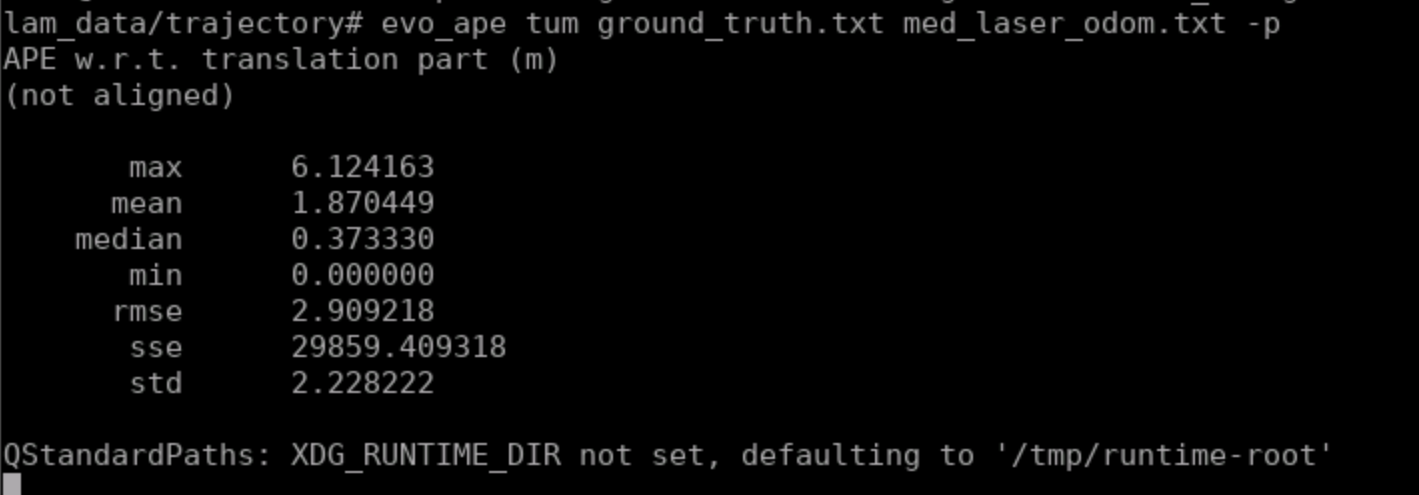 lam_data/trajectory# evo_ape tum ground_truth.txt med_laser_odom.txt -p
APE w.r.t. translation part (m)
(not aligned)
max 6.124163
mean 1.870449
median 0.373330
min 0.000000
rmse 2.909218
sse 29859.409318
std 2.228222
QStandardPaths: XDG_RUNTIME_DIR not set, defaulting to '/tmp/runtime-root'